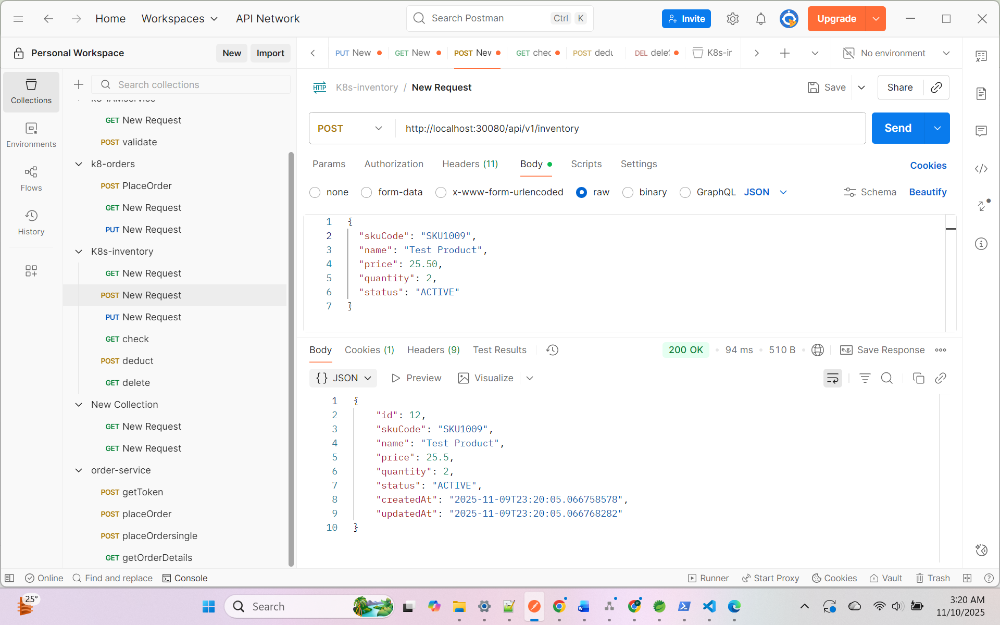 Home
Workspaces
API Network
Search Postman
Ctrl
K
Invite
Upgrade
Personal Workspace
New
Import
PUT New
GET New
POST New
GET chec
POST dedu
DEL dele
K8s-ir
No environment
Collections
Environments
Flows
History
Search collections
GET New Request
POST validate
k8-orders
POST PlaceOrder
GET New Request
PUT New Request
K8s-inventory
GET New Request
POST New Request
PUT New Request
GET check
POST deduct
GET delete
New Collection
GET New Request
GET New Request
order-service
POST getToken
POST placeOrder
POST placeOrdersingle
GET getOrderDetails
HTTP
K8s-inventory / New Request
Save
Share
POST
http://localhost:30080/api/v1/inventory
Send
Params
Authorization
Headers (11)
Body
Scripts
Settings
Cookies
none
form-data
x-www-form-urlencoded
raw
binary
GraphQL
JSON
Schema
Beautify
1 {
2 "skuCode": "SKU1009",
3 "name": "Test Product",
4 "price": 25.50,
5 "quantity": 2,
6 "status": "ACTIVE"
7 }
Body
Cookies (1)
Headers (9)
Test Results
200 OK
94 ms
510 B
e.g.
Save Response
{} JSON
Preview
Visualize
1 {
2 "id": 12,
3 "skuCode": "SKU1009",
4 "name": "Test Product",
5 "price": 25.5,
6 "quantity": 2,
7 "status": "ACTIVE",
8 "createdAt": "2025-11-09T23:20:05.066758578",
9 "updatedAt": "2025-11-09T23:20:05.066768282"
10 }
Online
Find and replace
Console
Runner
Start Proxy
Cookies
Vault
Trash
25°
Search
3:20 AM
11/10/2025